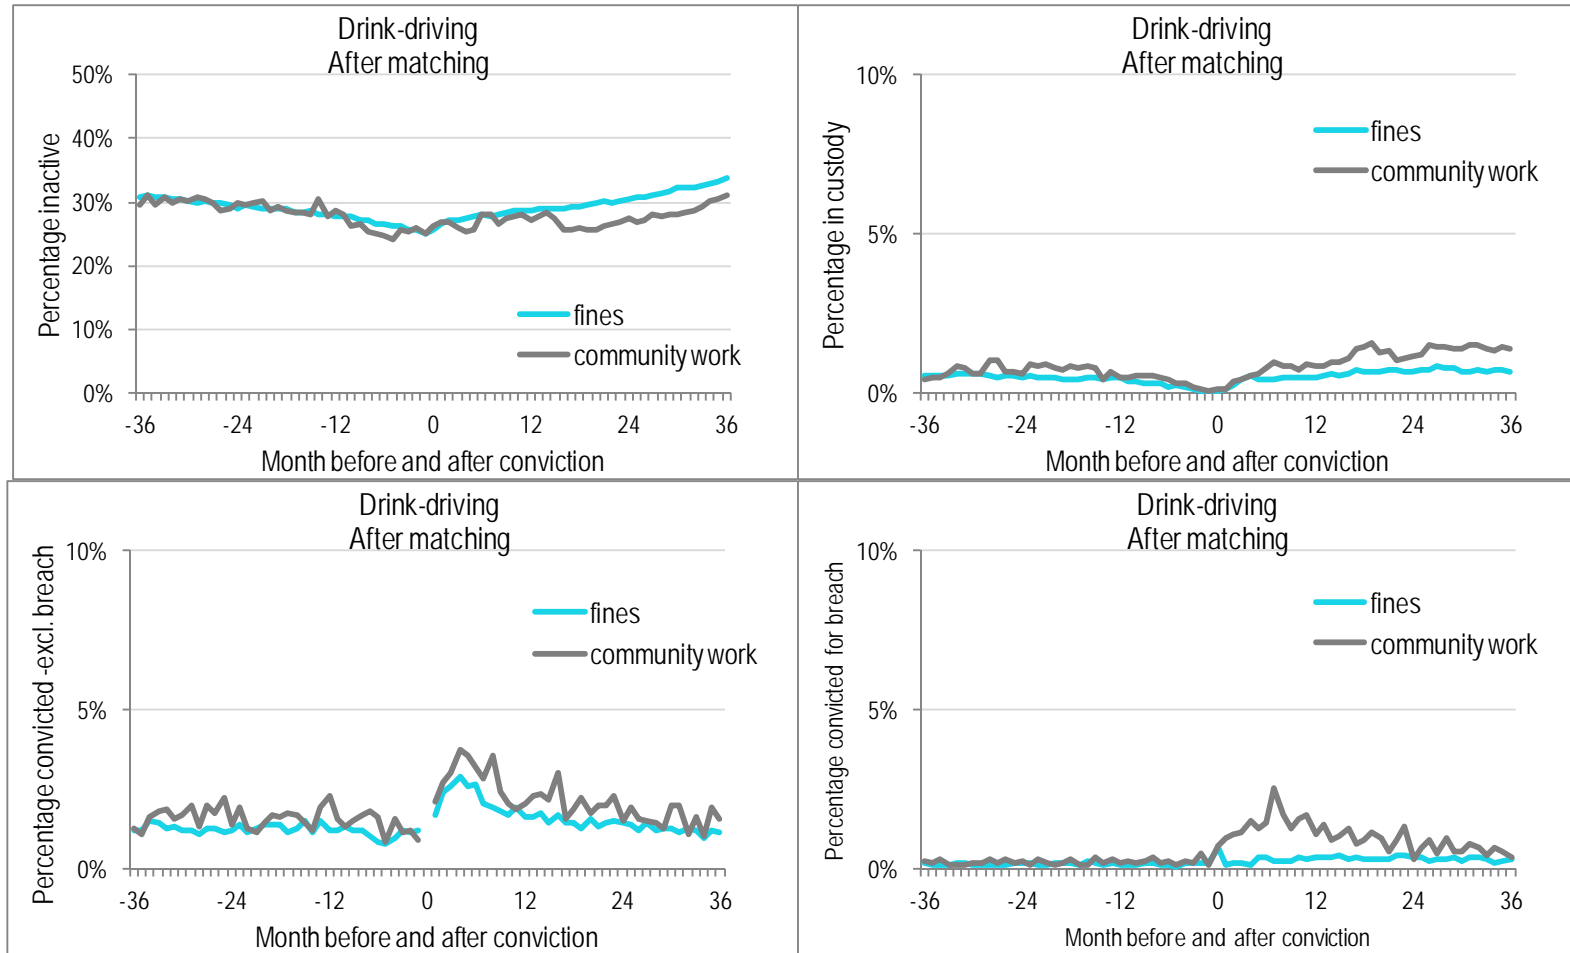 Drink-driving
After matching
50%
40%
30%
20%
10%
0%
Percentage inactive
fines
community work
-36 -24 -12 0 12 24 36
Month before and after conviction
Drink-driving
After matching
10%
5%
0%
Percentage in custody
fines
community work
-36 -24 -12 0 12 24 36
Month before and after conviction
Drink-driving
After matching
10%
5%
0%
Percentage convicted -excl. breach
fines
community work
-36 -24 -12 0 12 24 36
Month before and after conviction
Drink-driving
After matching
10%
5%
0%
Percentage convicted for breach
fines
community work
-36 -24 -12 0 12 24 36
Month before and after conviction